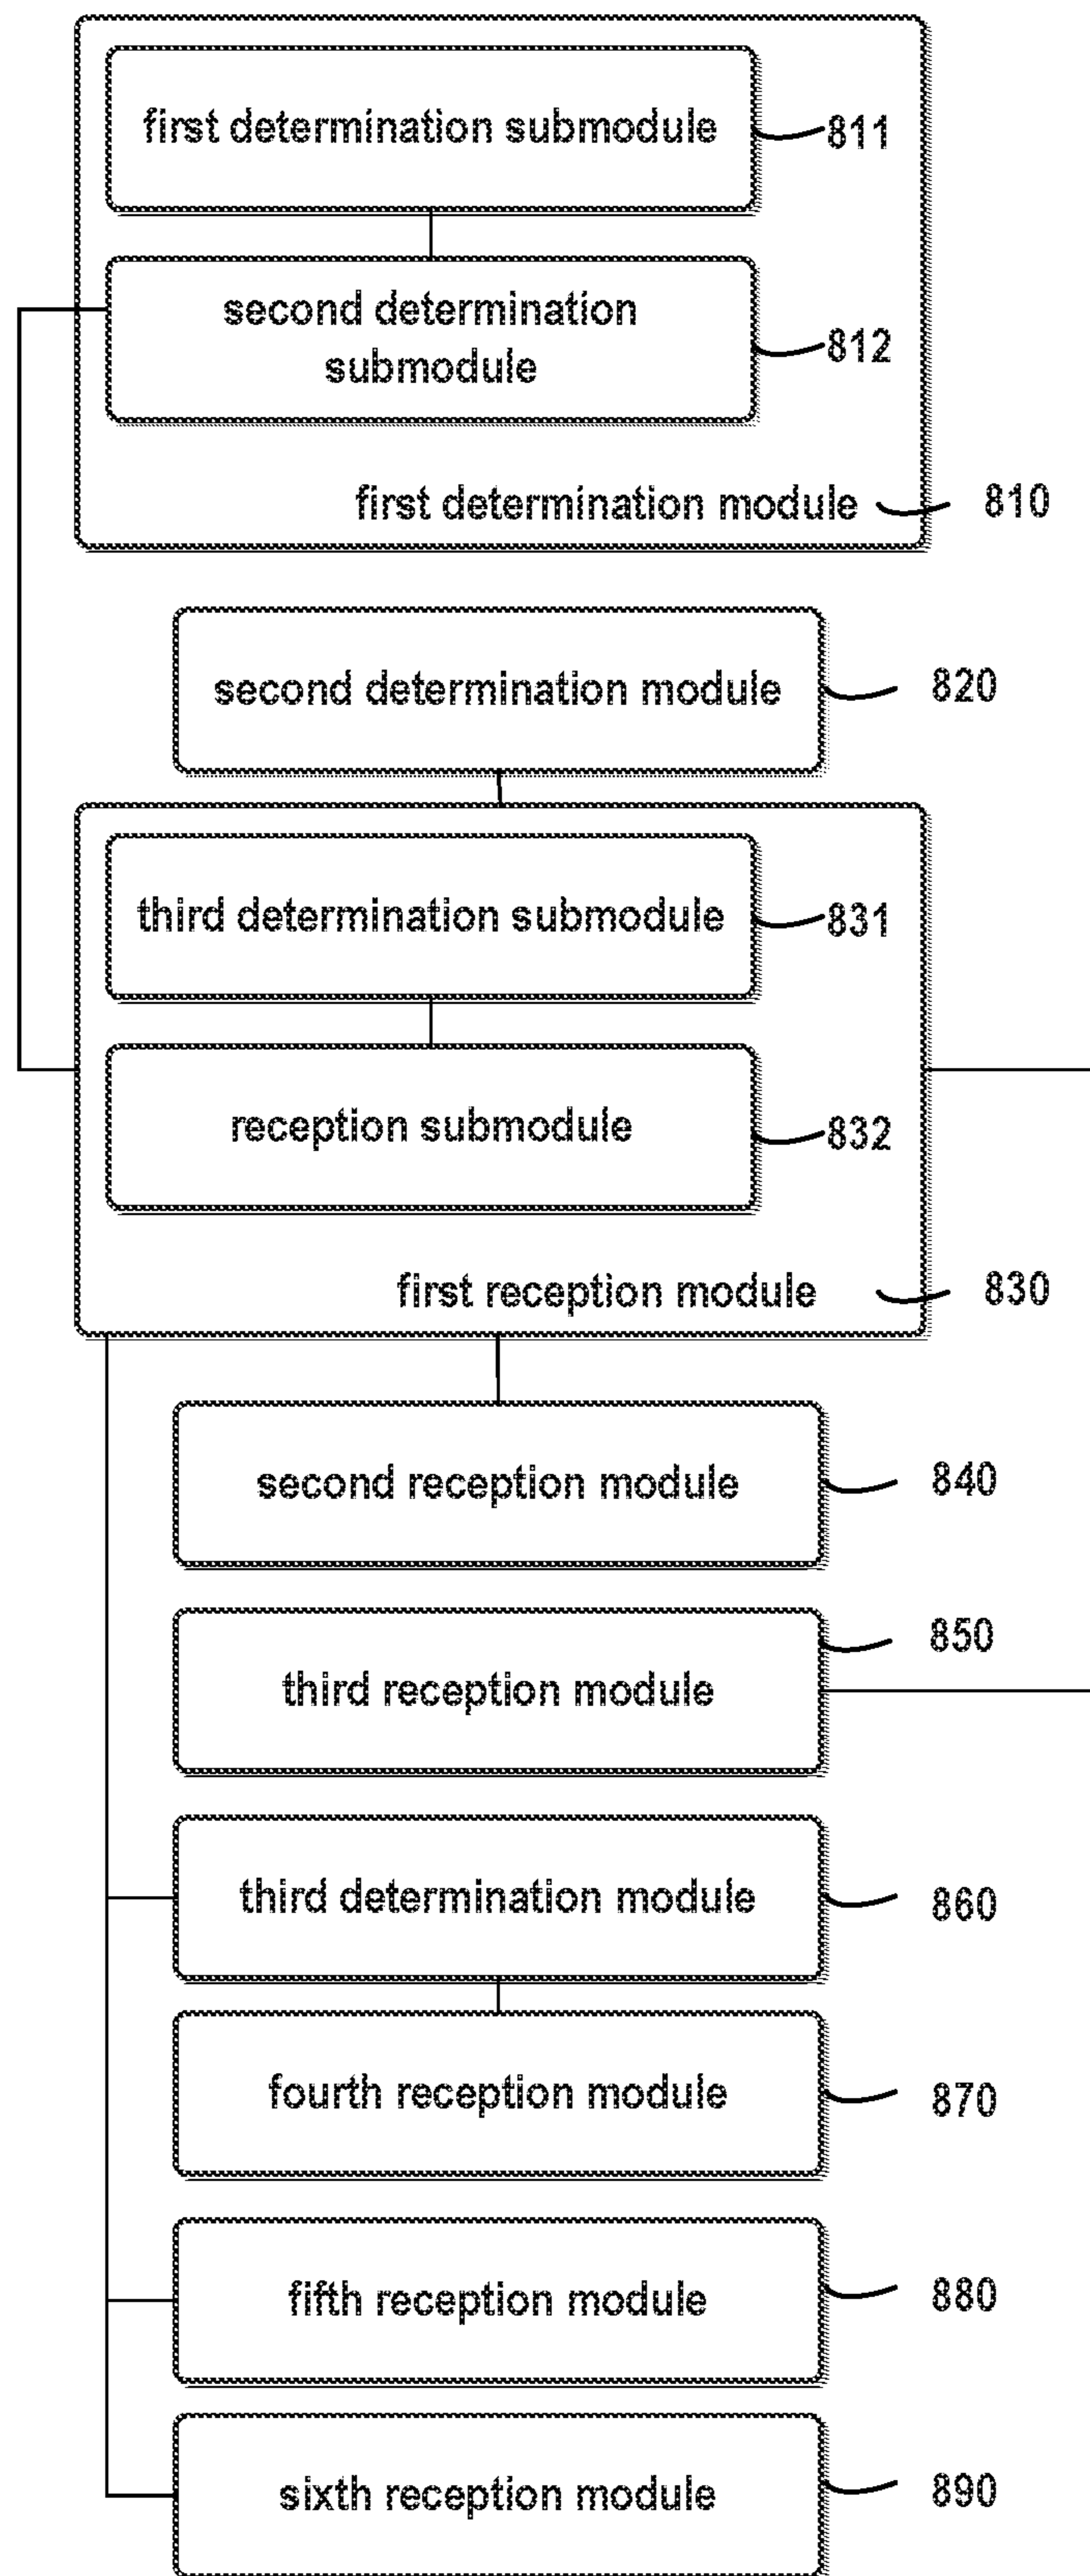 first determination submodule 811
second determination
submodule
812
first determination module 810
second determination module 820
third determination submodule 831
reception submodule 832
first reception module 830
second reception module 840
850
third reception module
third determination module 860
fourth reception module 870
fifth reception module 880
sixth reception module 890